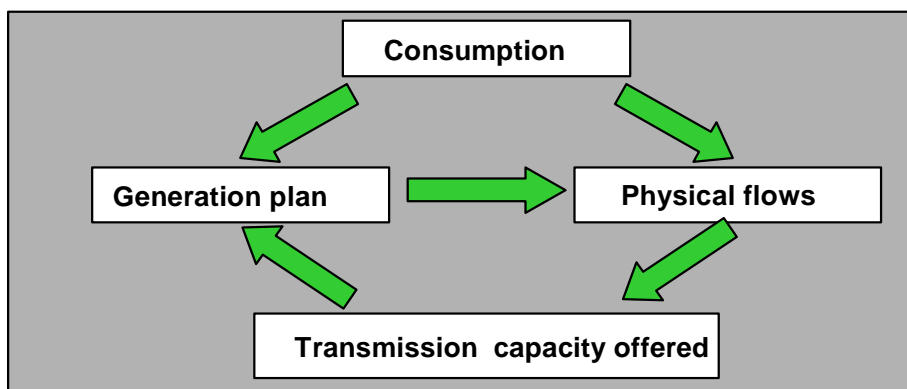 Consumption
Generation plan
Physical flows
Transmission capacity offered